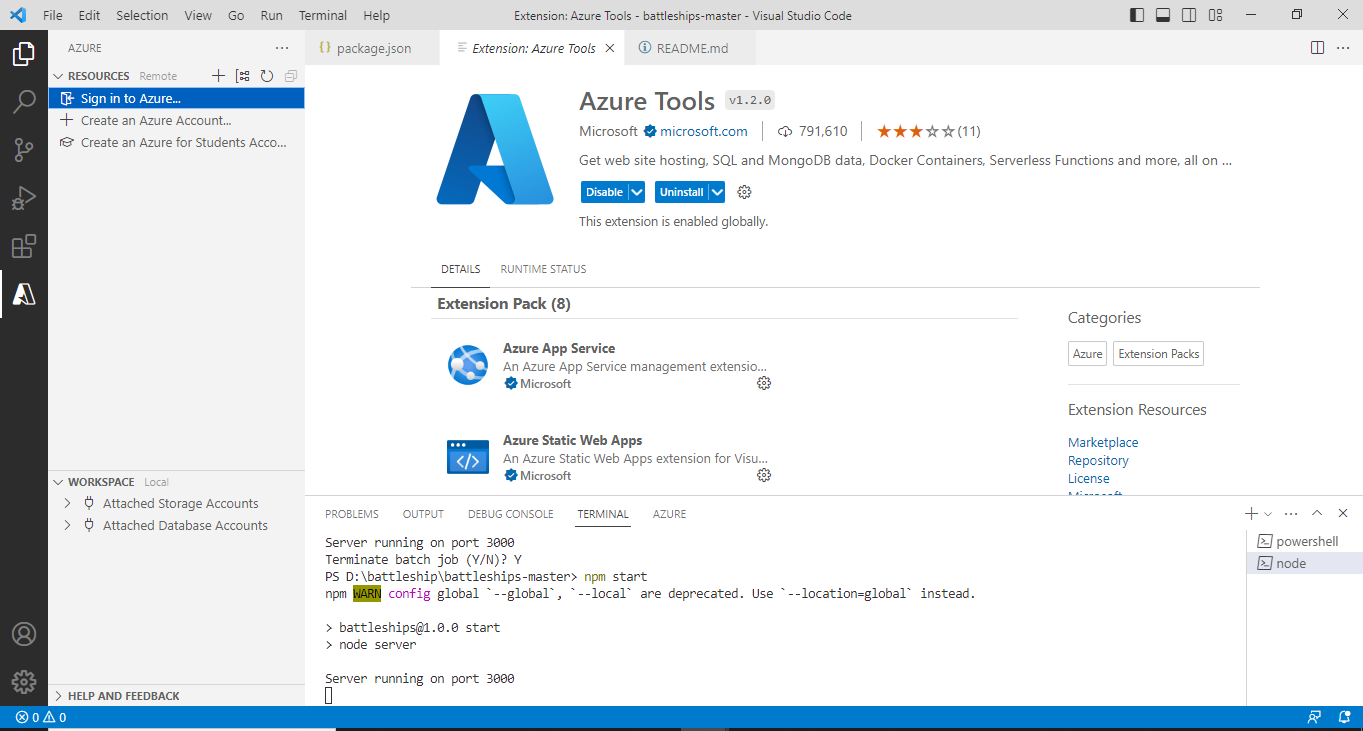 File Edit Selection View Go Run Terminal Help Extension: Azure Tools - battleships-master - Visual Studio Code
AZURE
RESOURCES Remote
Sign in to Azure...
Create an Azure Account...
Create an Azure for Students Acco...
WORKSPACE Local
Attached Storage Accounts
Attached Database Accounts
HELP AND FEEDBACK
{} package.json Extension: Azure Tools README.md
Azure Tools v1.2.0
Microsoft microsoft.com 791,610 (11)
Get web site hosting, SQL and MongoDB data, Docker Containers, Serverless Functions and more, all on ...
Disable Uninstall
This extension is enabled globally.
DETAILS RUNTIME STATUS
Extension Pack (8)
Azure App Service
An Azure App Service management extensio...
Microsoft
Azure Static Web Apps
An Azure Static Web Apps extension for Visu...
Microsoft
Categories
Azure Extension Packs
Extension Resources
Marketplace
Repository
License
PROBLEMS OUTPUT DEBUG CONSOLE TERMINAL AZURE
Server running on port 3000
Terminate batch job (Y/N)? Y
PS D:\battleship\battleships-master> npm start
npm WARN config global `--global`, `--local` are deprecated. Use `--location=global` instead.
> battleships@1.0.0 start
> node server
Server running on port 3000
powershell
node
0 0